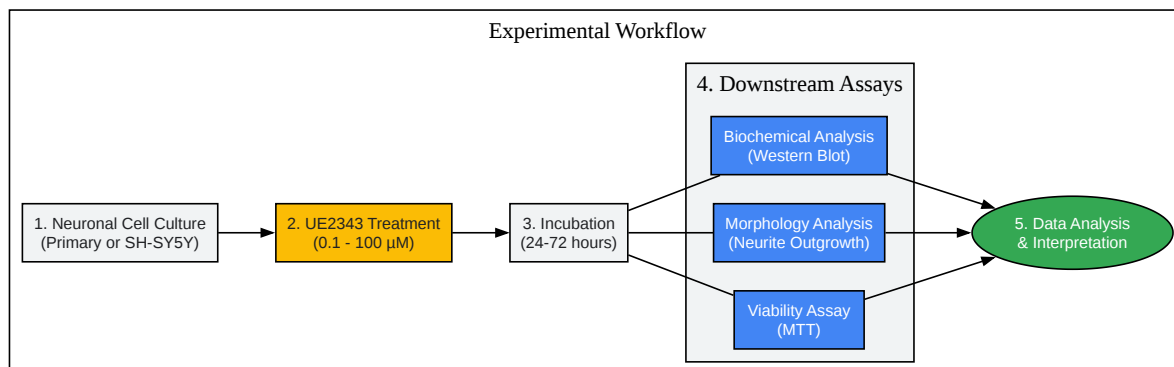 Experimental Workflow
4. Downstream Assays
1. Neuronal Cell Culture
(Primary or SH-SY5Y)
2. UE2343 Treatment
(0.1 - 100 µM)
3. Incubation
(24-72 hours)
Biochemical Analysis
(Western Blot)
Morphology Analysis
(Neurite Outgrowth)
Viability Assay
(MTT)
5. Data Analysis
& Interpretation